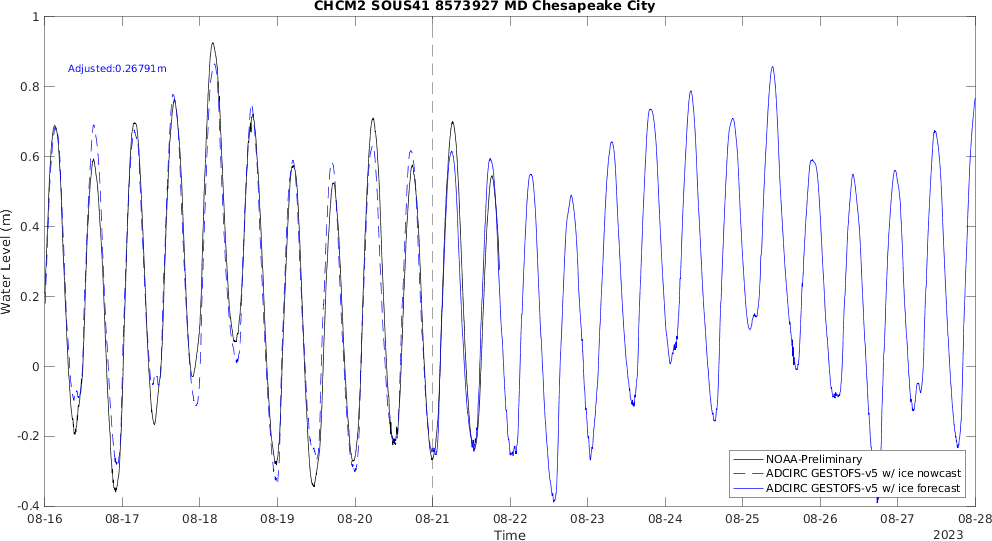 CHCM2 SOUS41 8573927 MD Chesapeake City
Adjusted:0.26791m
Water Level (m)
1
0.8
0.6
0.4
0.2
0
-0.2
-0.4
NOAA-Preliminary
ADCIRC GESTOFS-v5 w/ ice nowcast
ADCIRC GESTOFS-v5 w/ ice forecast
08-16 08-17 08-18 08-19 08-20 08-21 08-22 08-23 08-24 08-25 08-26 08-27 08-28
Time
2023